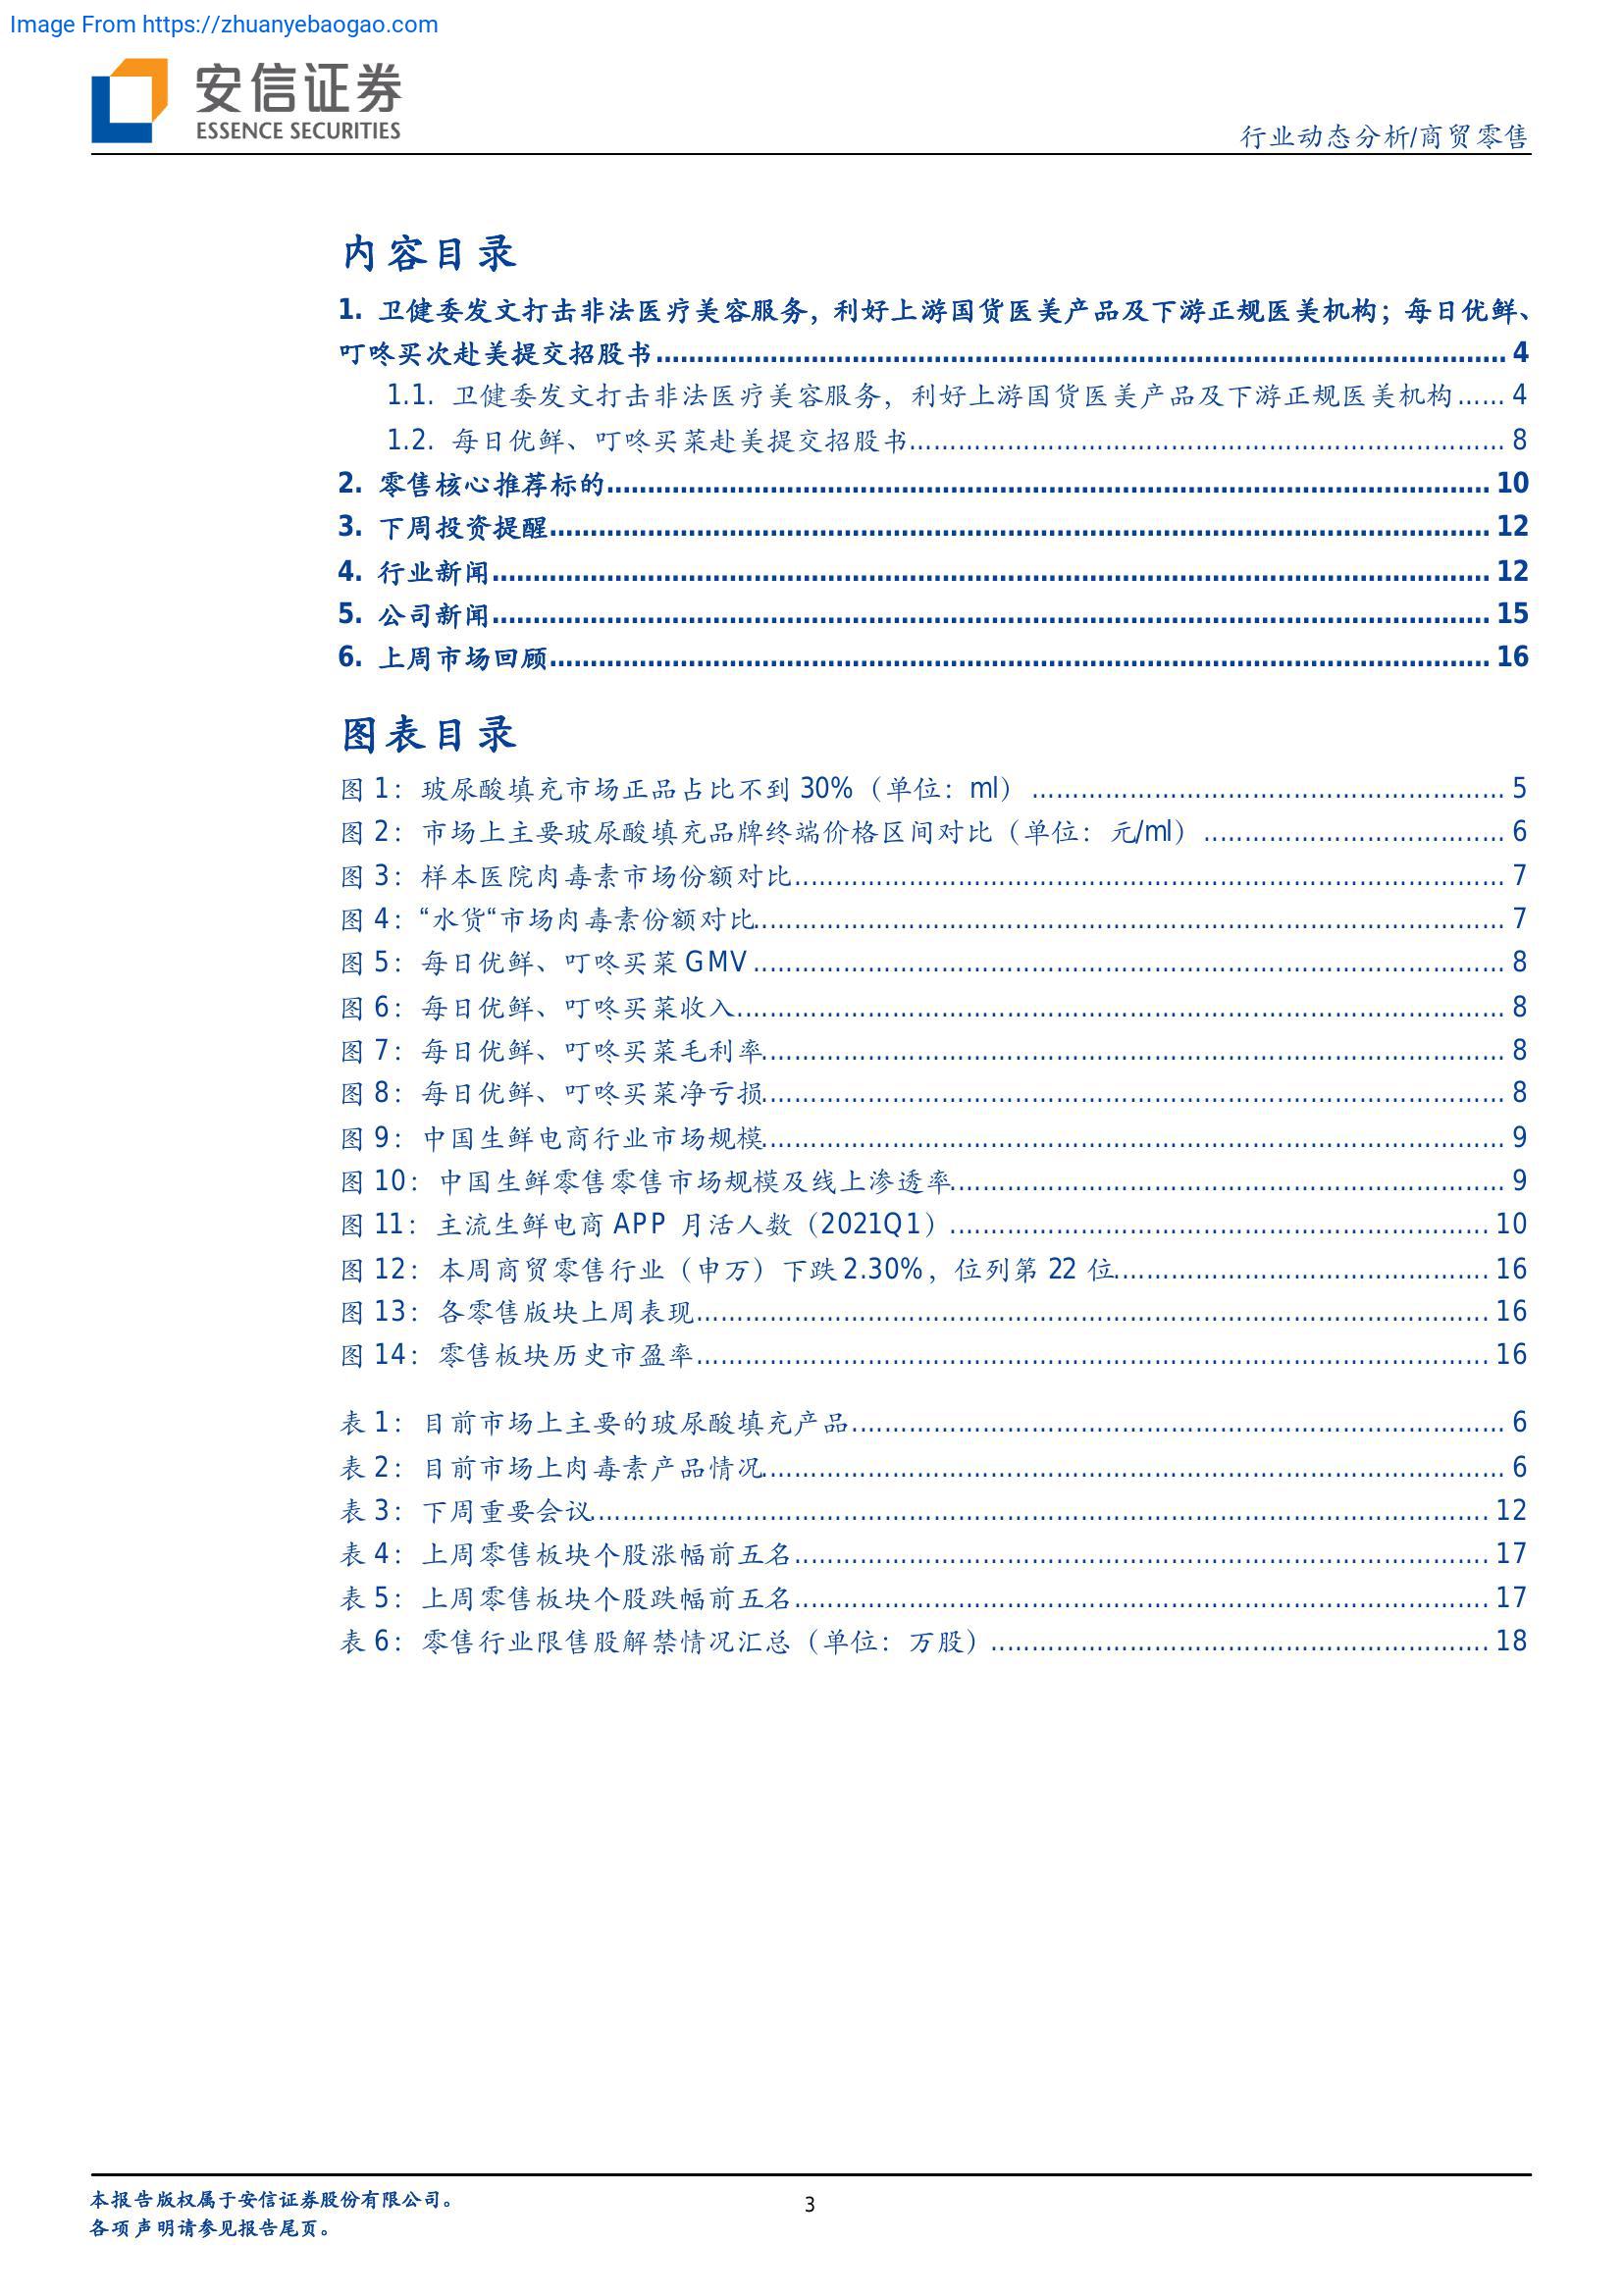 Image From https://zhuanyebaogao.com
安信证券
ESSENCE SECURITIES
行业动态分析/商贸零售
内容目录
1. 卫健委发文打击非法医疗美容服务，利好上游国货医美产品及下游正规医美机构；每日优鲜、
叮咚买次赴美提交招股书 4
1.1. 卫健委发文打击非法医疗美容服务，利好上游国货医美产品及下游正规医美机构 ...... 4
1.2. 每日优鲜、叮咚买菜赴美提交招股书 8
2. 零售核心推荐标的 10
3. 下周投资提醒 12
4. 行业新闻 12
5. 公司新闻 15
6. 上周市场回顾 16
图表目录
图 1：玻尿酸填充市场正品占比不到 30%（单位：ml） 5
图 2：市场上主要玻尿酸填充品牌终端价格区间对比（单位：元/ml） 6
图 3：样本医院肉毒素市场份额对比 7
图 4：“水货“市场肉毒素份额对比 7
图 5：每日优鲜、叮咚买菜 GMV 8
图 6：每日优鲜、叮咚买菜收入 8
图 7：每日优鲜、叮咚买菜毛利率 8
图 8：每日优鲜、叮咚买菜净亏损 8
图 9：中国生鲜电商行业市场规模 9
图 10：中国生鲜零售零售市场规模及线上渗透率 9
图 11：主流生鲜电商 APP 月活人数（2021Q1） 10
图 12：本周商贸零售行业（申万）下跌 2.30%，位列第 22 位 16
图 13：各零售版块上周表现 16
图 14：零售板块历史市盈率 16
表 1：目前市场上主要的玻尿酸填充产品 6
表 2：目前市场上肉毒素产品情况 6
表 3：下周重要会议 12
表 4：上周零售板块个股涨幅前五名 17
表 5：上周零售板块个股跌幅前五名 17
表 6：零售行业限售股解禁情况汇总（单位：万股） 18
本报告版权属于安信证券股份有限公司。
3
各项声明请参见报告尾页。